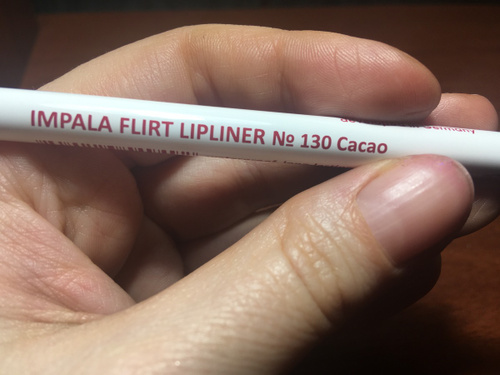 IMPALA FLIRT LIPLINER № 130 Cacao